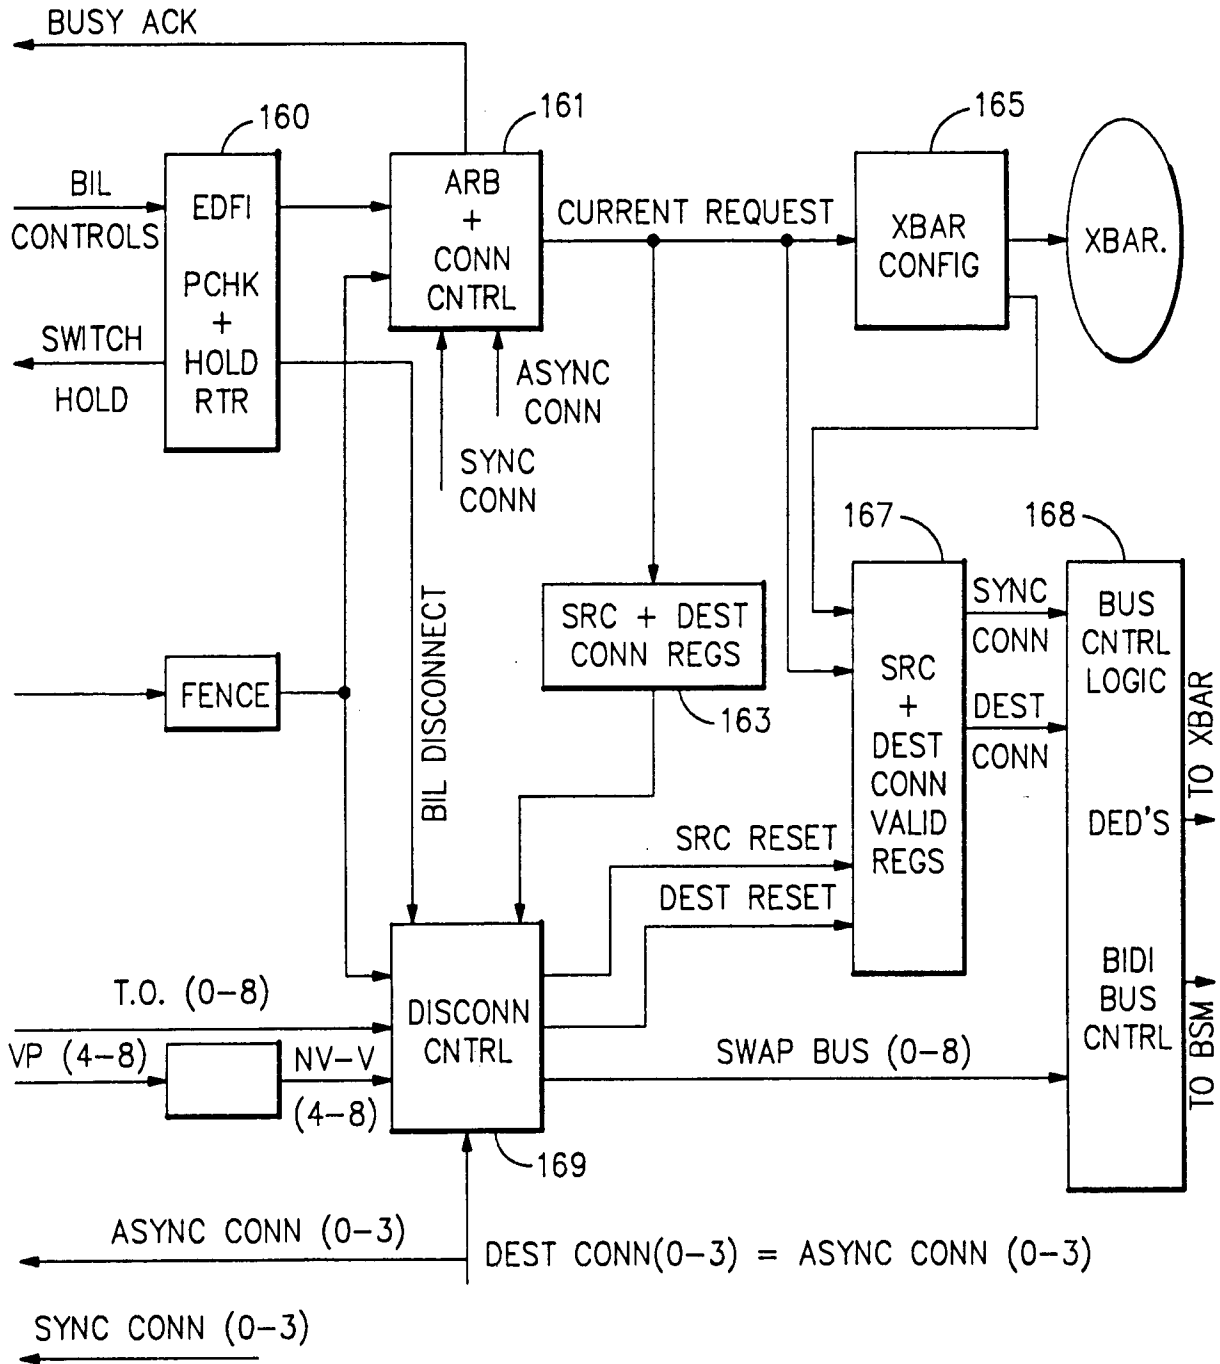 BUSY ACK
160
161
165
BIL
CONTROLS
EDFI
PCHK
+
HOLD
RTR
ARB
+
CONN
CNTRL
CURRENT REQUEST
XBAR
CONFIG
XBAR.
SWITCH
HOLD
ASYNC
CONN
SYNC
CONN
167
168
SRC + DEST
CONN REGS
163
SYNC
CONN
DEST
CONN
BUS
CNTRL
LOGIC
FENCE
BIL DISCONNECT
SRC
+
DEST
CONN
VALID
REGS
TO XBAR
DED'S
SRC RESET
DEST RESET
T.O. (0-8)
VP (4-8)
NV-V
(4-8)
DISCONN
CNTRL
SWAP BUS (0-8)
BIDI
BUS
CNTRL
TO BSM
169
ASYNC CONN (0-3)
DEST CONN(0-3) = ASYNC CONN (0-3)
SYNC CONN (0-3)